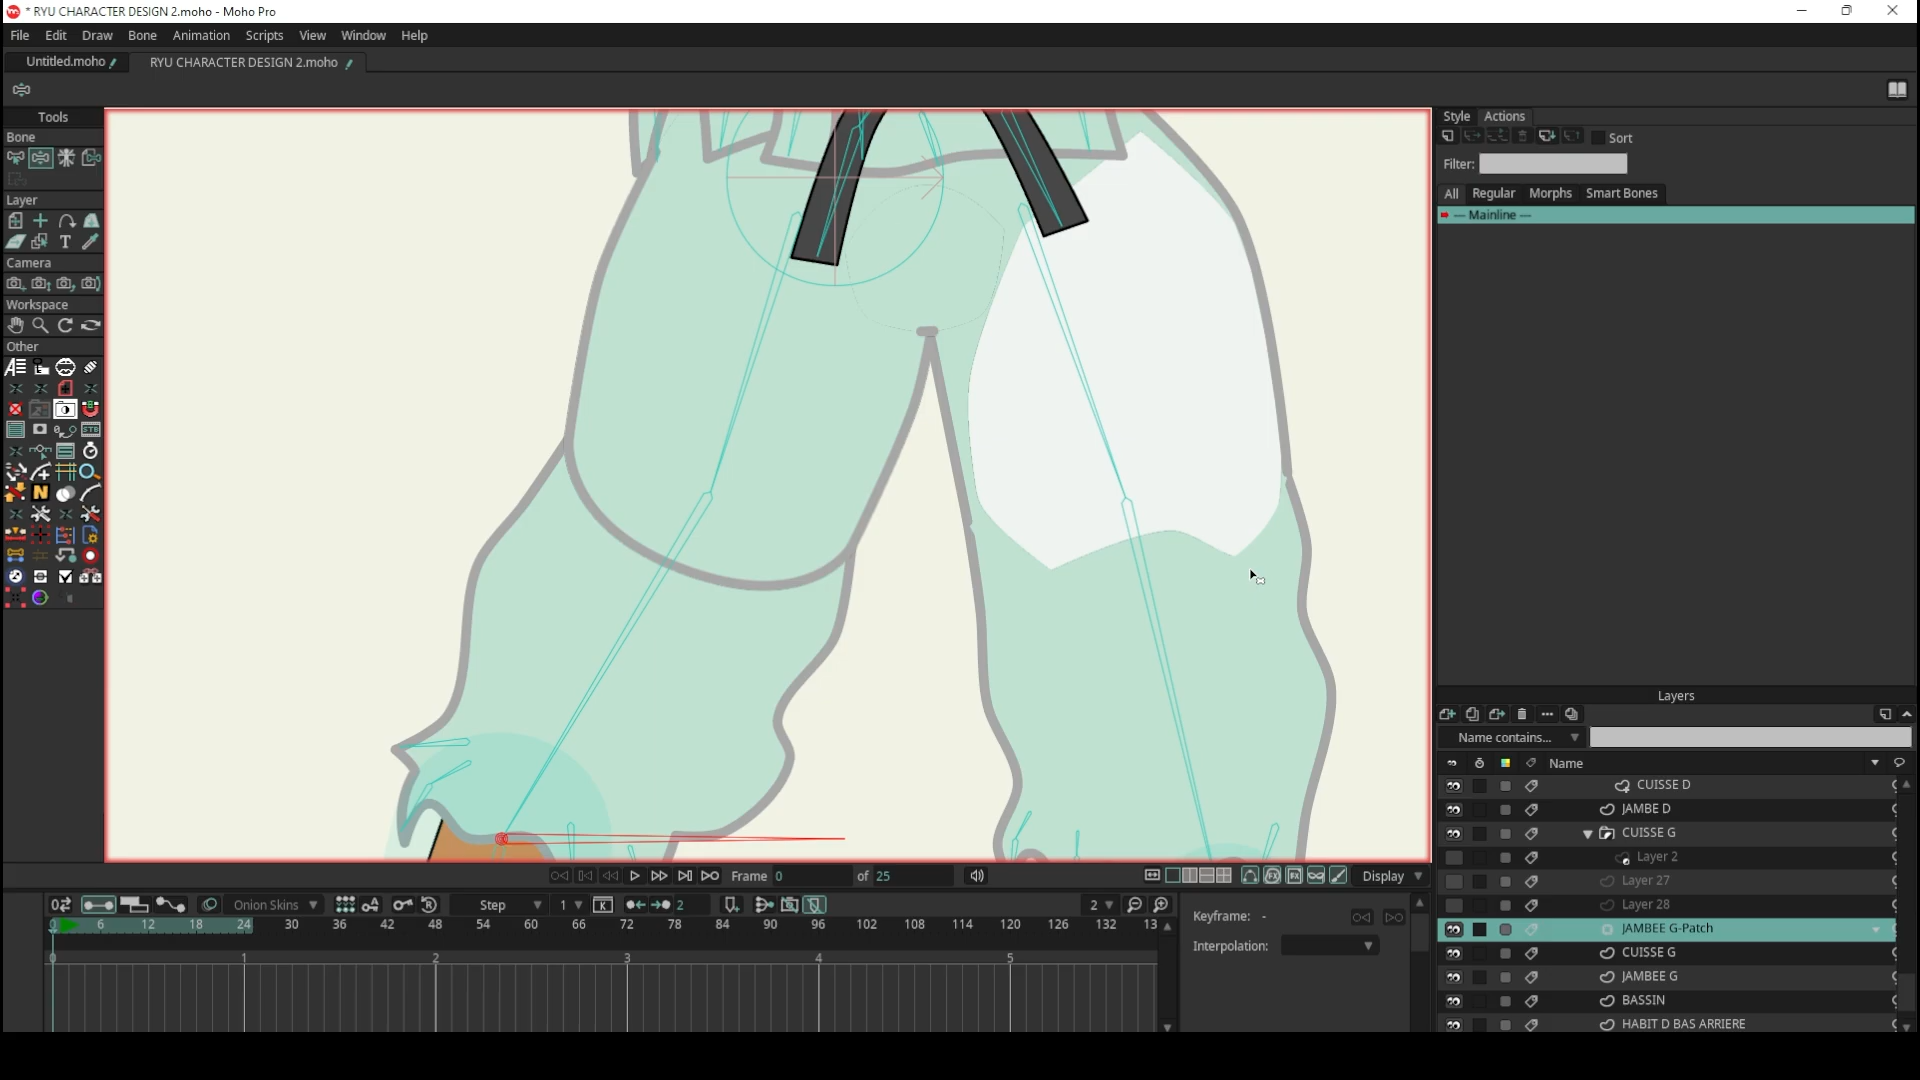 * RYU CHARACTER DESIGN 2.moho - Moho Pro
File Edit Draw Bone Animation Scripts View Window Help
Untitled.moho RYU CHARACTER DESIGN 2.moho
Tools
Bone
Layer
Camera
Workspace
Other
Style Actions
Sort
Filter:
All Regular Morphs Smart Bones
— Mainline —
Layers
Name contains...
Name
CUISSE D
JAMBE D
CUISSE G
Layer 2
Layer 27
Layer 28
JAMBEE G-Patch
CUISSE G
JAMBEE G
BASSIN
HABIT D BAS ARRIERE
Frame 0 of 25
Display
Onion Skins Step 1 2 2
0 6 12 18 24 30 36 42 48 54 60 66 72 78 84 90 96 102 108 114 120 126 132 13
0 1 2 3 4 5
Keyframe: -
Interpolation: